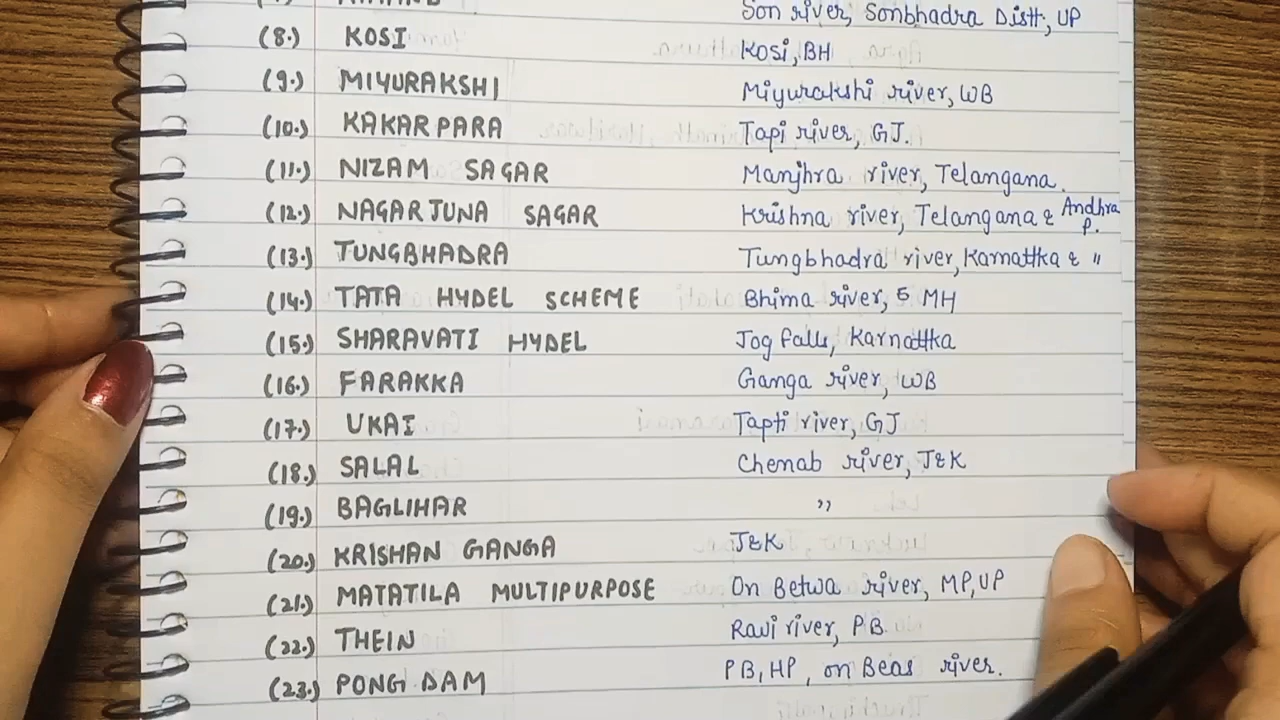 Son river, Sonbhadra Distt., UP
(8.) KOSI Kosi, BH
(9.) MIYURAKSHI Miyurakshi river, WB
(10.) KAKARPARA Tapi river, GJ.
(11.) NIZAM SAGAR Manjhra river, Telangana.
(12.) NAGARJUNA SAGAR Krishna river, Telangana & Andhra P.
(13.) TUNGBHADRA Tungbhadra river, Karnattka & "
(14.) TATA HYDEL SCHEME Bhima river, MH
(15.) SHARAVATI HYDEL Jog falls, Karnattka
(16.) FARAKKA Ganga river, WB
(17.) UKAI Tapti river, GJ
(18.) SALAL Chenab river, J&K
(19.) BAGLIHAR "
(20.) KRISHAN GANGA J&K
(21.) MATATILA MULTIPURPOSE On Betwa river, MP, UP
(22.) THEIN Ravi river, PB.
(23.) PONG DAM PB, HP, on Beas river.